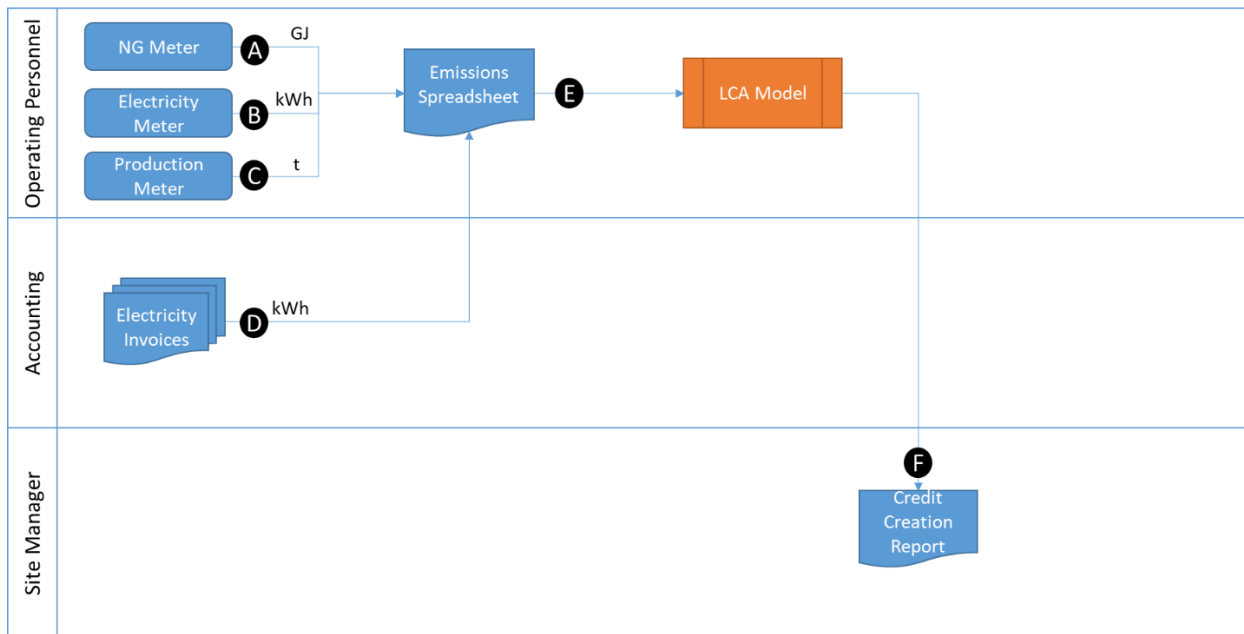 Operating Personnel
NG Meter
A
GJ
Electricity
Meter
B
kWh
Production
Meter
C
t
Emissions
Spreadsheet
E
LCA Model
Accounting
Electricity
Invoices
D
kWh
Site Manager
F
Credit
Creation
Report